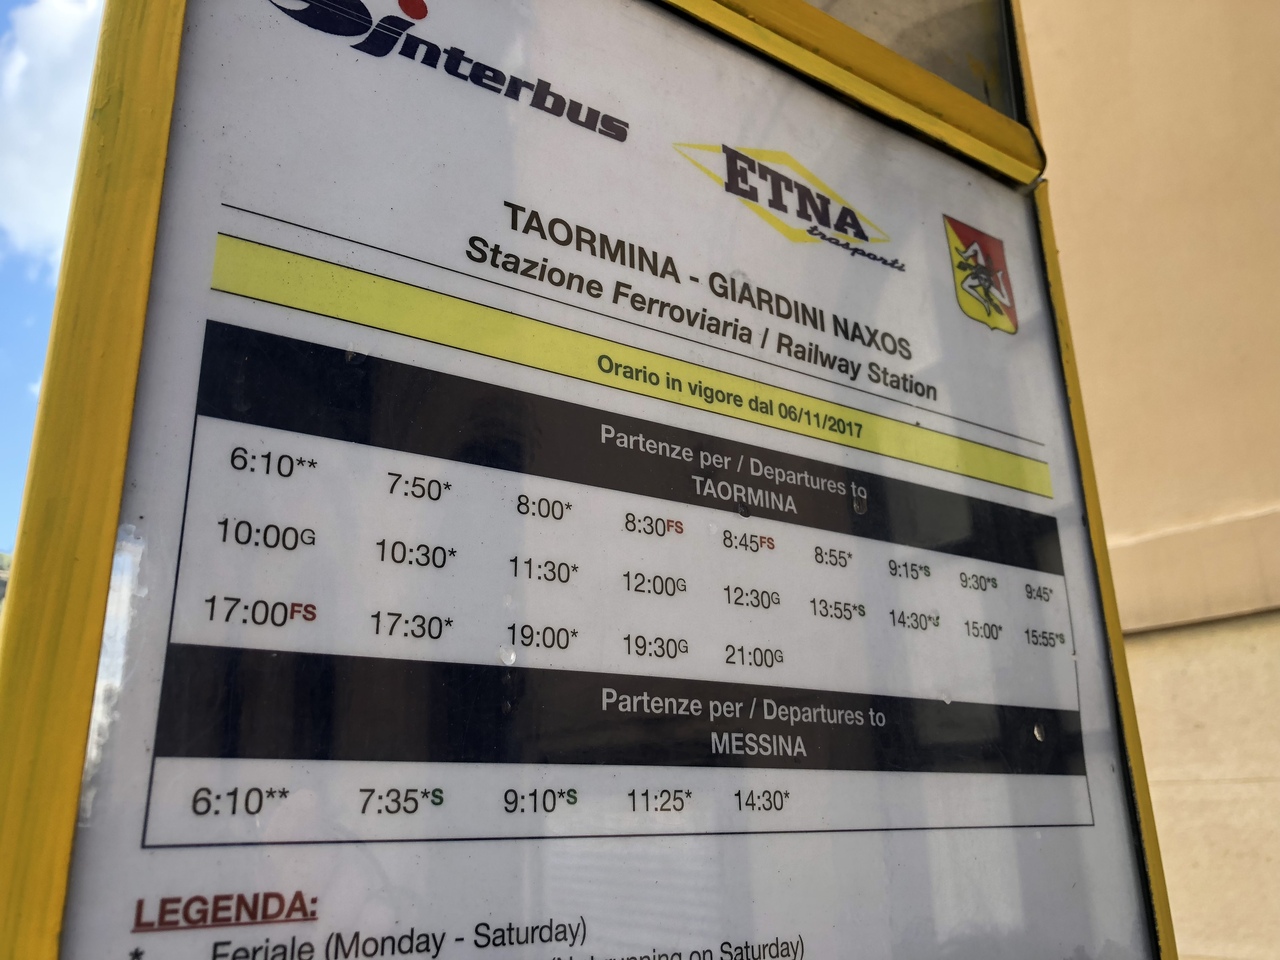 interbus
ETNA
trasporti
TAORMINA - GIARDINI NAXOS
Stazione Ferroviaria / Railway Station
Orario in vigore dal 06/11/2017
Partenze per / Departures to
TAORMINA
6:10** 7:50* 8:00* 8:30FS 8:45FS 8:55* 9:15*S 9:30*S 9:45*
10:00G 10:30* 11:30* 12:00G 12:30G 13:55*S 14:30* 15:00* 15:55*S
17:00FS 17:30* 19:00* 19:30G 21:00G
Partenze per / Departures to
MESSINA
6:10** 7:35*S 9:10*S 11:25* 14:30*
LEGENDA:
* Feriale (Monday - Saturday)
running on Saturday)